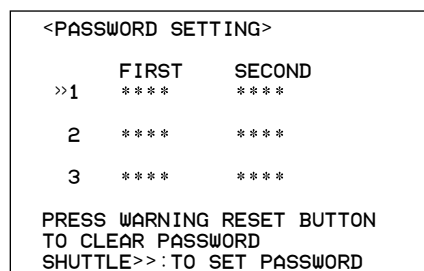 <PASSWORD SETTING>
FIRST SECOND
»1 **** ****
2 **** ****
3 **** ****
PRESS WARNING RESET BUTTON
TO CLEAR PASSWORD
SHUTTLE>>:TO SET PASSWORD